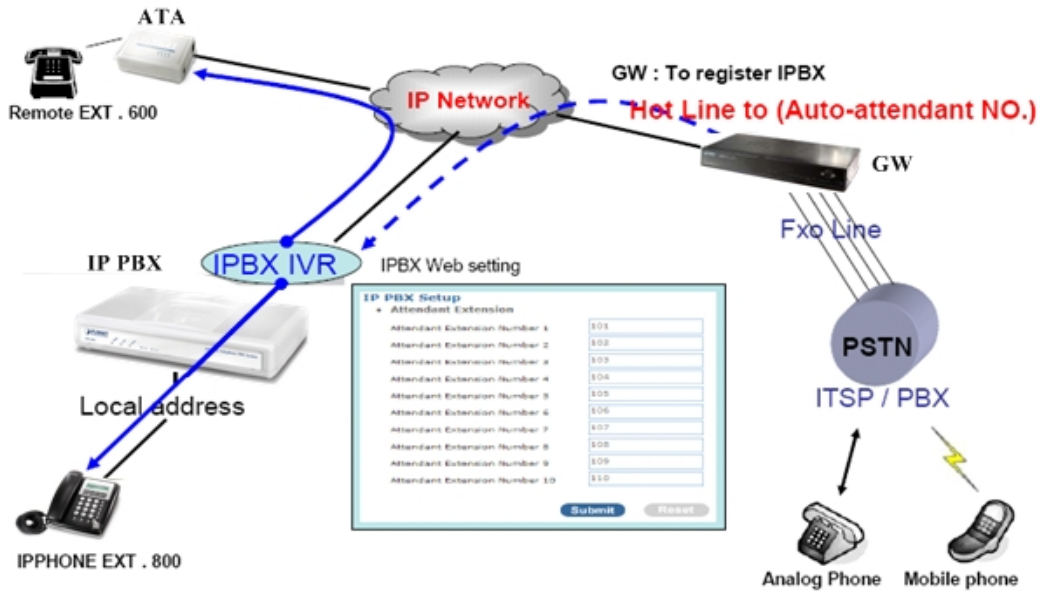 ATA
Remote EXT . 600
IP Network
GW : To register IPBX
Hot Line to (Auto-attendant NO.)
GW
Fxo Line
IP PBX
IPBX IVR
IPBX Web setting
IP PBX Setup
Attendant Extension
Attendant Extension Number 1 101
Attendant Extension Number 2 102
Attendant Extension Number 3 103
Attendant Extension Number 4 104
Attendant Extension Number 5 105
Attendant Extension Number 6 106
Attendant Extension Number 7 107
Attendant Extension Number 8 108
Attendant Extension Number 9 109
Attendant Extension Number 10 110
Submit Reset
PSTN
ITSP / PBX
Local address
IPPHONE EXT . 800
Analog Phone
Mobile phone